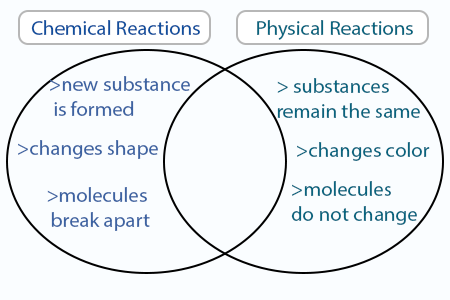 Chemical Reactions
Physical Reactions
>new substance
is formed
>changes shape
>molecules
break apart
> substances
remain the same
>changes color
>molecules
do not change